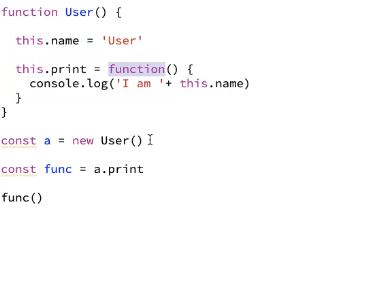 function User() {
this.name = 'User'
this.print = function() {
console.log('I am '+ this.name)
}
}
const a = new User()
const func = a.print
func()